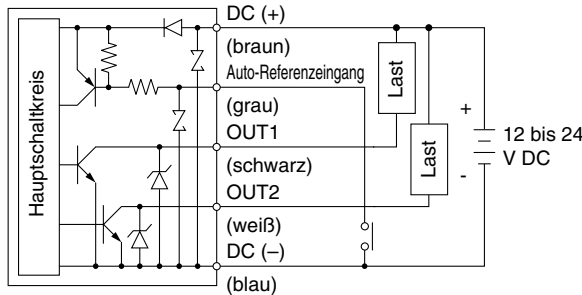 Hauptschaltkreis
DC (+)
(braun)
Auto-Referenzeingang
(grau)
OUT1
(schwarz)
OUT2
(weiß)
DC (–)
(blau)
Last
Last
+
12 bis 24
V DC
-